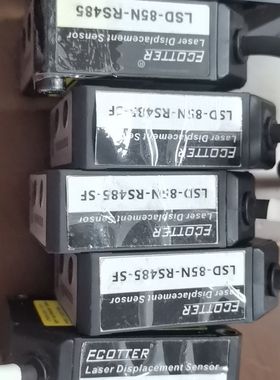 LSD-85N-RS485
Laser Displacement Sensor
ECOTTER®
LSD-85N-RS485-SF
Laser Displacement Sensor
ECOTTER
LSD-85N-RS485-SF
Laser Displacement Sensor
ECOTTER
LSD-85N-RS485-SF
Laser Displacement Sensor
ECOTTER
ECOTTER
Laser Displacement Sensor